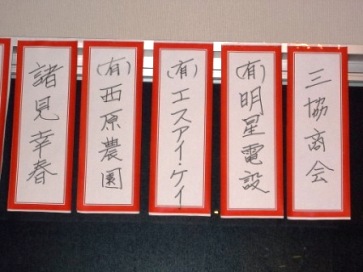 三協商会
(有)明星電設
(有)エスアイ・ケイ
(有)西原農園
諸見幸春